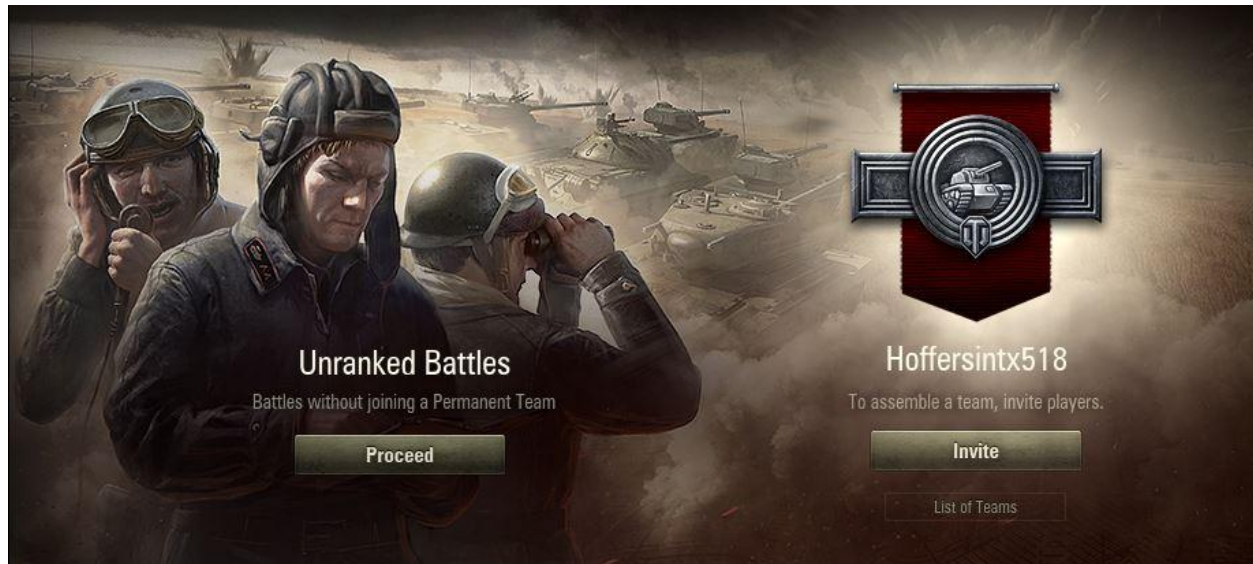 Unranked Battles
Battles without joining a Permanent Team
Proceed
Hoffersintx518
To assemble a team, invite players.
Invite
List of Teams